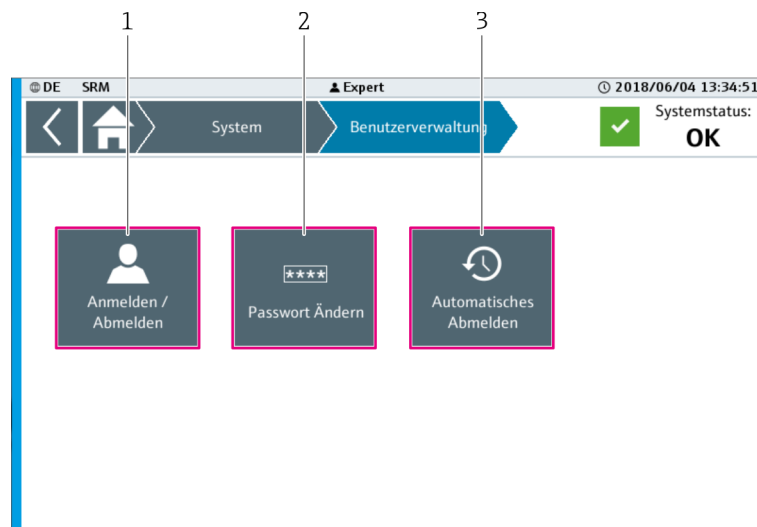 1 2 3
DE SRM Expert 2018/06/04 13:34:51
System Benutzerverwaltung Systemstatus:
OK
Anmelden /
Abmelden
****
Passwort Ändern
Automatisches
Abmelden